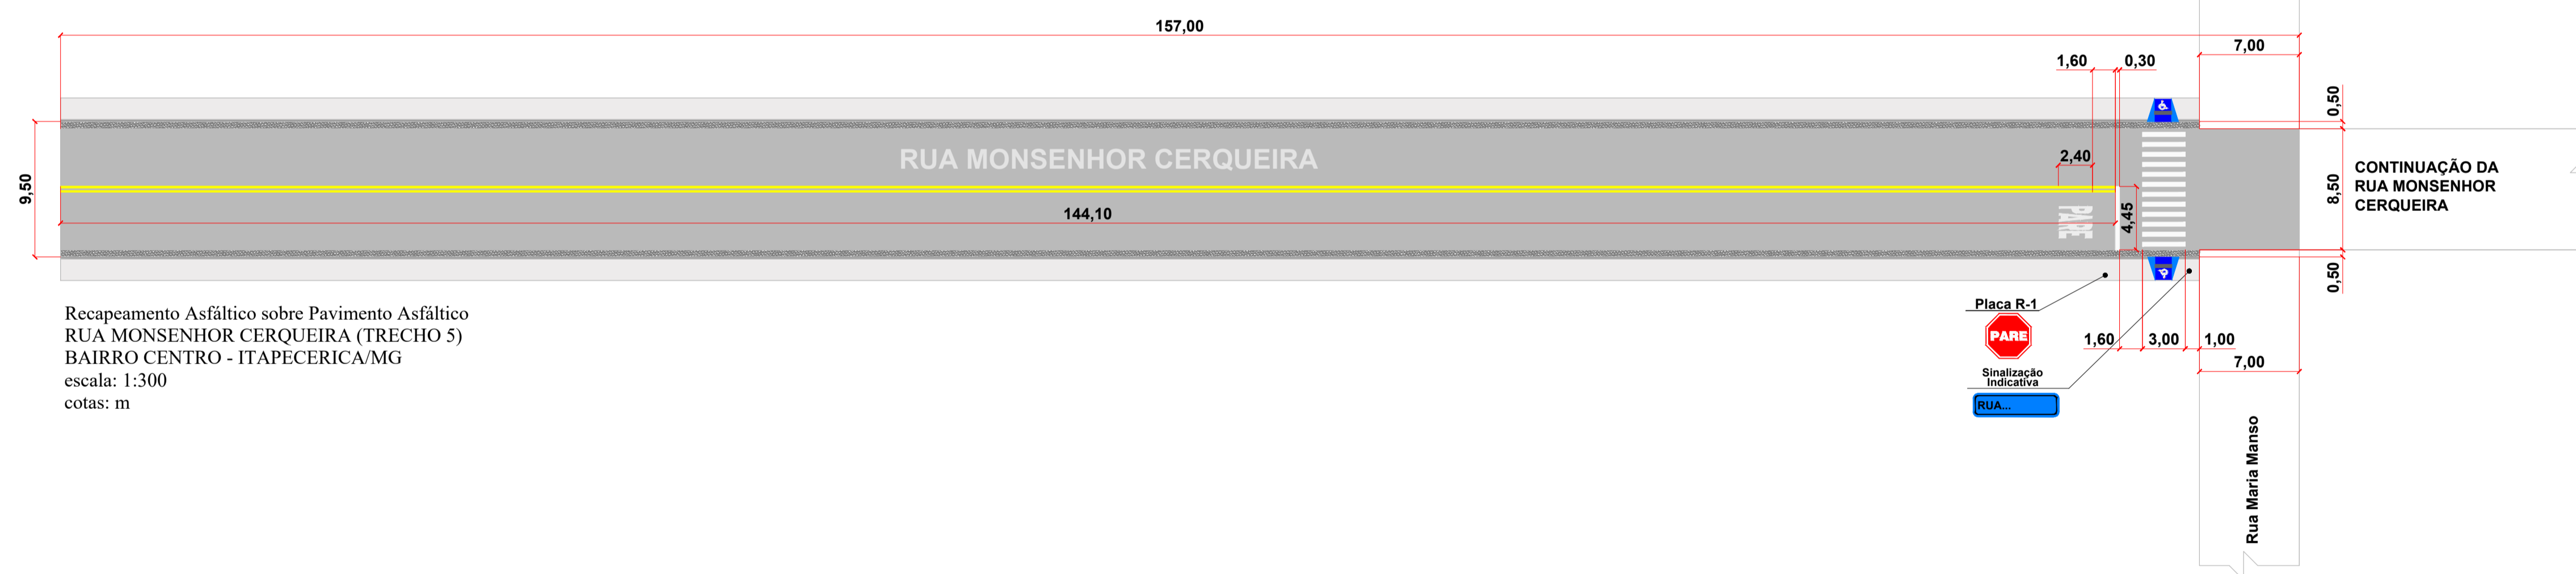 157,00
7,00
1,60
0,30
0,50
RUA MONSENHOR CERQUEIRA
2,40
9,50
144,10
PARE
4,45
8,50
CONTINUAÇÃO DA
RUA MONSENHOR
CERQUEIRA
0,50
Recapeamento Asfáltico sobre Pavimento Asfáltico
RUA MONSENHOR CERQUEIRA (TRECHO 5)
BAIRRO CENTRO - ITAPECERICA/MG
escala: 1:300
cotas: m
Placa R-1
PARE
1,60
3,00
1,00
7,00
Sinalização
Indicativa
RUA...
Rua Maria Manso